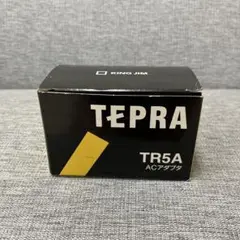 KING JIM
TEPRA
TR5A
ACアダプタ